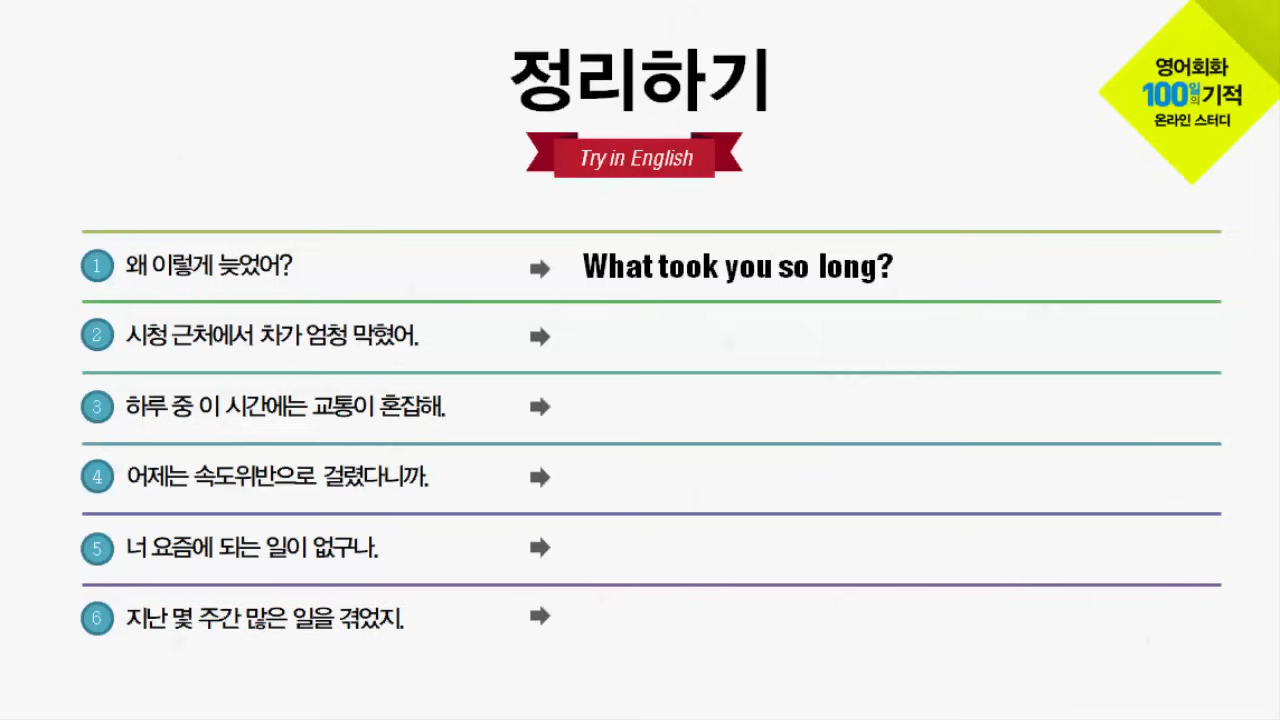 정리하기
Try in English
영어회화
100일의 기적
온라인 스터디
1 왜 이렇게 늦었어? What took you so long?
2 시청 근처에서 차가 엄청 막혔어.
3 하루 중 이 시간에는 교통이 혼잡해.
4 어제는 속도위반으로 걸렸다니까.
5 너 요즘에 되는 일이 없구나.
6 지난 몇 주간 많은 일을 겪었지.